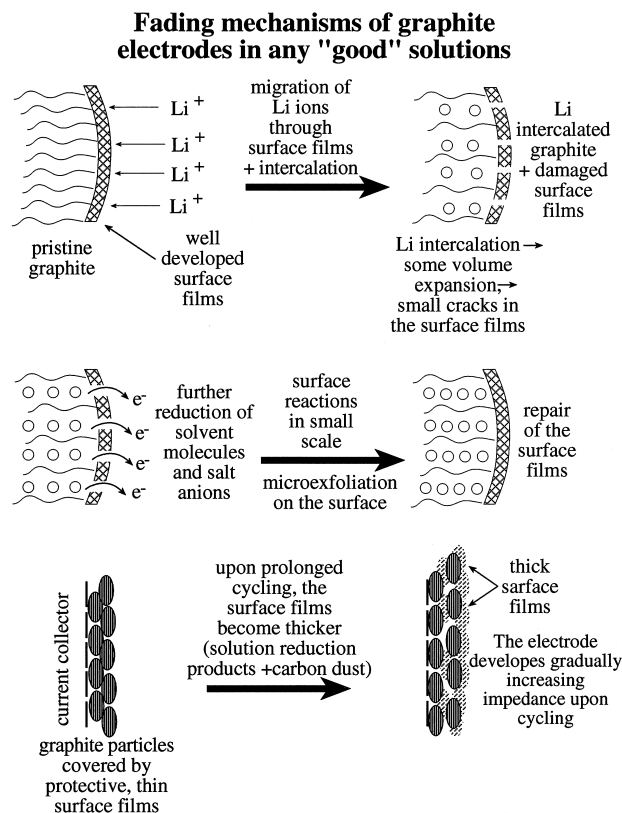 Fading mechanisms of graphite
electrodes in any "good" solutions
Li +
Li +
Li +
Li +
migration of
Li ions
through
surface films
+ intercalation
Li
intercalated
graphite
+ damaged
surface
films
pristine
graphite
well
developed
surface
films
Li intercalation →
some volume
expansion,→
small cracks in
the surface films
e-
e-
e-
e-
further
reduction of
solvent
molecules
and salt
anions
surface
reactions
in small
scale
microexfoliation
on the surface
repair
of the
surface
films
current collector
graphite particles
covered by
protective, thin
surface films
upon prolonged
cycling, the
surface films
become thicker
(solution reduction
products +carbon dust)
thick
sarface
films
The electrode
developes gradually
increasing
impedance upon
cycling